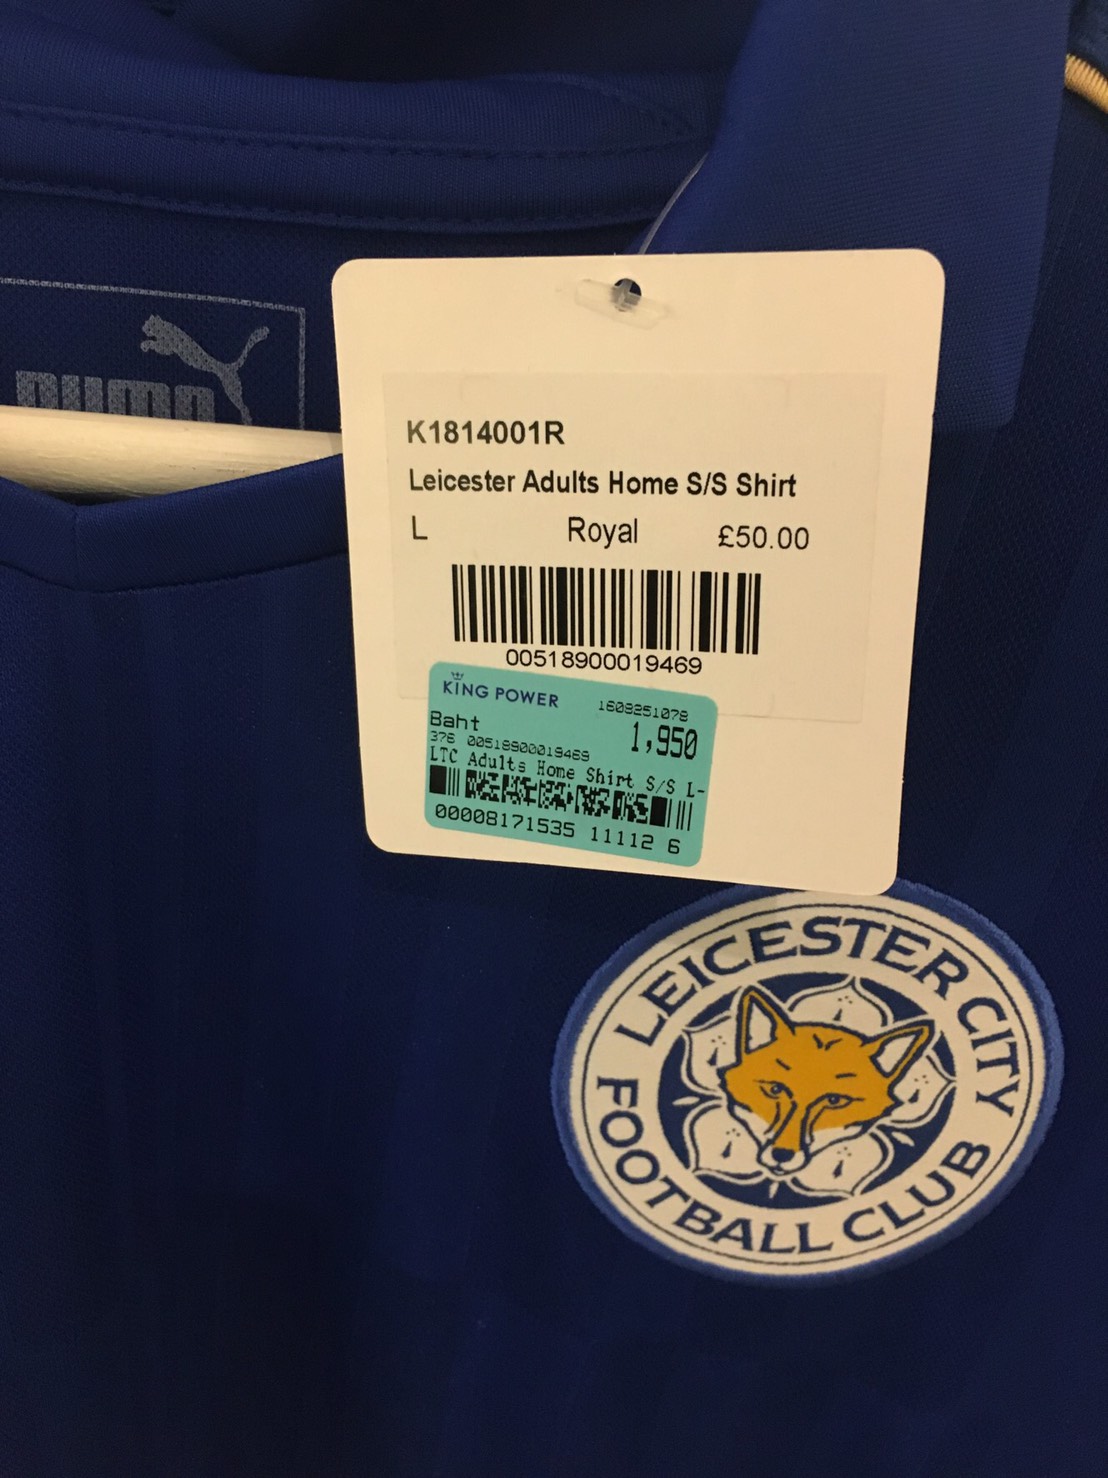 PUMA
K1814001R
Leicester Adults Home S/S Shirt
L Royal £50.00
00518900019469
KING POWER
1608251078
Baht 1,950
376 00518900019469
LTC Adults Home Shirt S/S L-
00008171535 11112 6
LEICESTER CITY
FOOTBALL CLUB